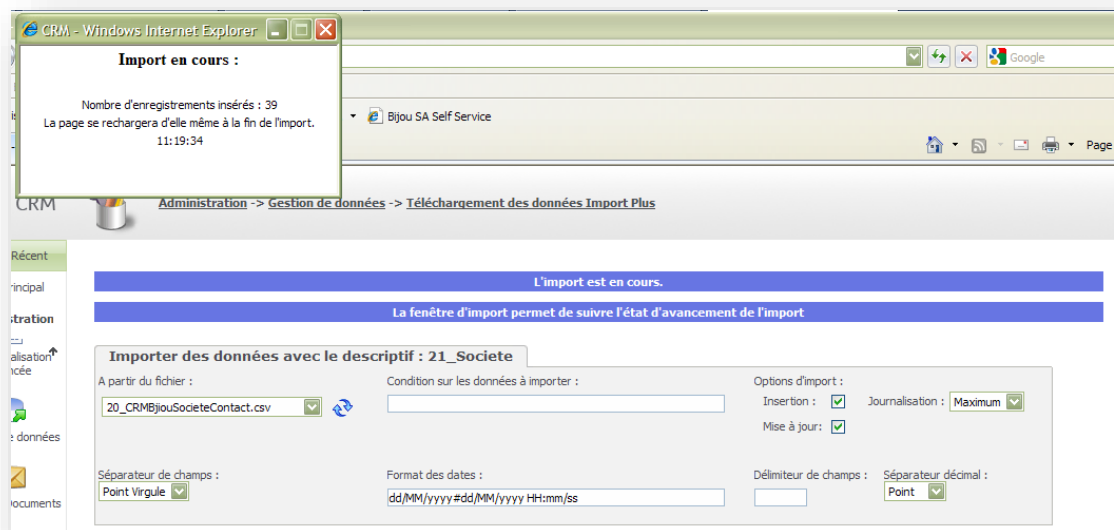 CRM - Windows Internet Explorer
Import en cours :
Nombre d'enregistrements insérés : 39
La page se rechargera d'elle même à la fin de l'import.
11:19:34
Google
Bijou SA Self Service
Page
CRM
Administration -> Gestion de données -> Téléchargement des données Import Plus
Récent
rincipal
stration
alisation
ncée
e données
Documents
L'import est en cours.
La fenêtre d'import permet de suivre l'état d'avancement de l'import
Importer des données avec le descriptif : 21_Societe
A partir du fichier :
Condition sur les données à importer :
Options d'import :
20_CRMBjiouSocieteContact.csv
Insertion :
Journalisation : Maximum
Mise à jour:
Séparateur de champs :
Format des dates :
Délimiteur de champs :
Séparateur décimal :
Point Virgule
dd/MM/yyyy#dd/MM/yyyy HH:mm/ss
Point